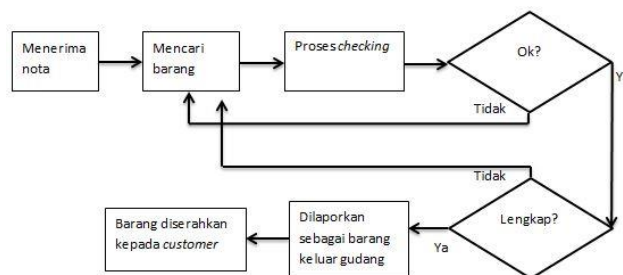 Menerima
nota
Mencari
barang
Proses checking
Ok?
Y
Tidak
Tidak
Lengkap?
Ya
Dilaporkan
sebagai barang
keluar gudang
Barang diserahkan
kepada customer